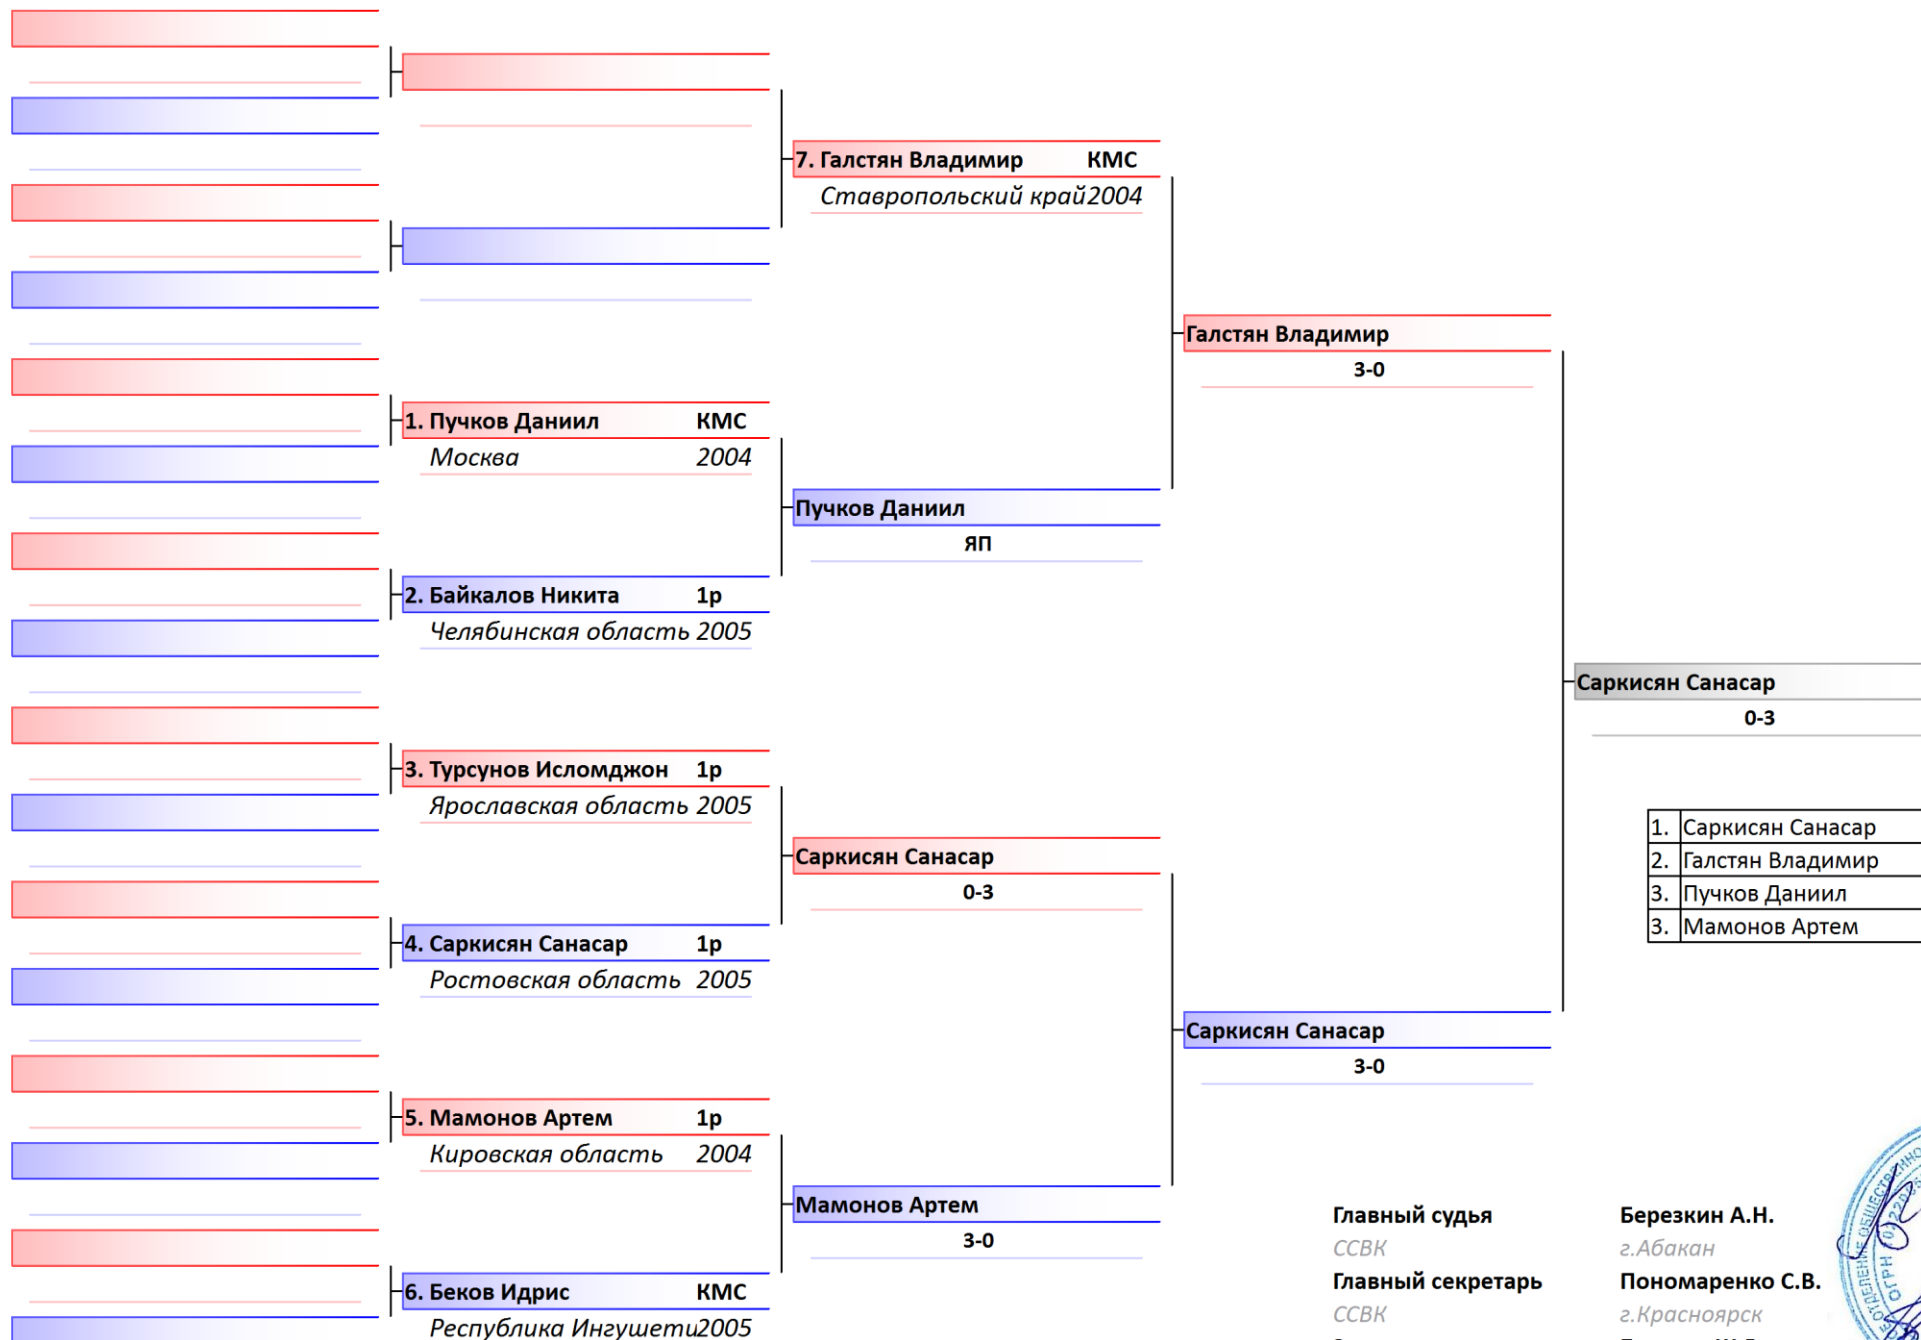 7. Галстян Владимир КМС
Ставропольский край2004
Галстян Владимир
3-0
1. Пучков Даниил КМС
Москва 2004
Пучков Даниил
ЯП
2. Байкалов Никита 1р
Челябинская область 2005
Саркисян Санасар
0-3
3. Турсунов Исломджон 1р
Ярославская область 2005
Саркисян Санасар
0-3
4. Саркисян Санасар 1р
Ростовская область 2005
1. Саркисян Санасар
2. Галстян Владимир
3. Пучков Даниил
3. Мамонов Артем
Саркисян Санасар
3-0
5. Мамонов Артем 1р
Кировская область 2004
Мамонов Артем
3-0
6. Беков Идрис КМС
Республика Ингушети2005
Главный судья Березкин А.Н.
ССВК г.Абакан
Главный секретарь Пономаренко С.В.
ССВК г.Красноярск